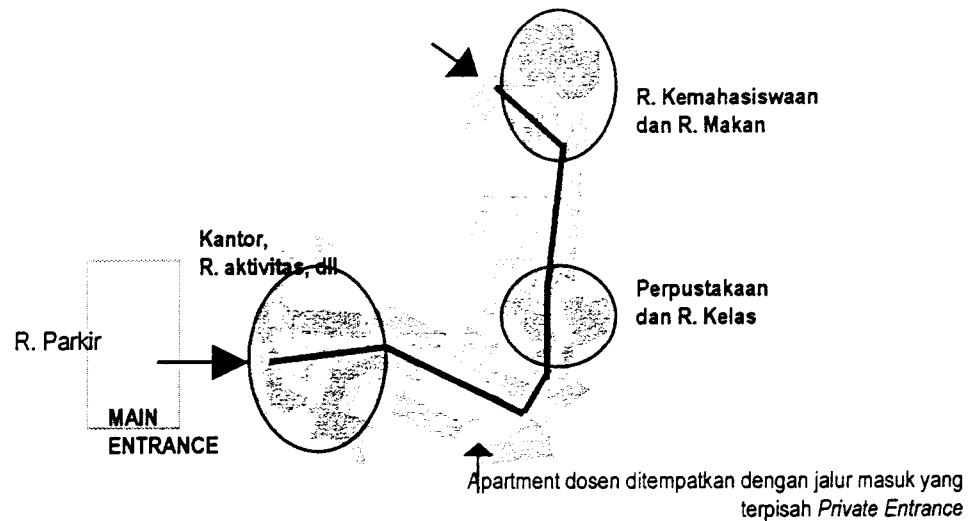 R. Kemahasiswaan
dan R. Makan
Kantor,
R. aktivitas, dll
Perpustakaan
dan R. Kelas
R. Parkir
MAIN
ENTRANCE
Apartment dosen ditempatkan dengan jalur masuk yang
terpisah Private Entrance